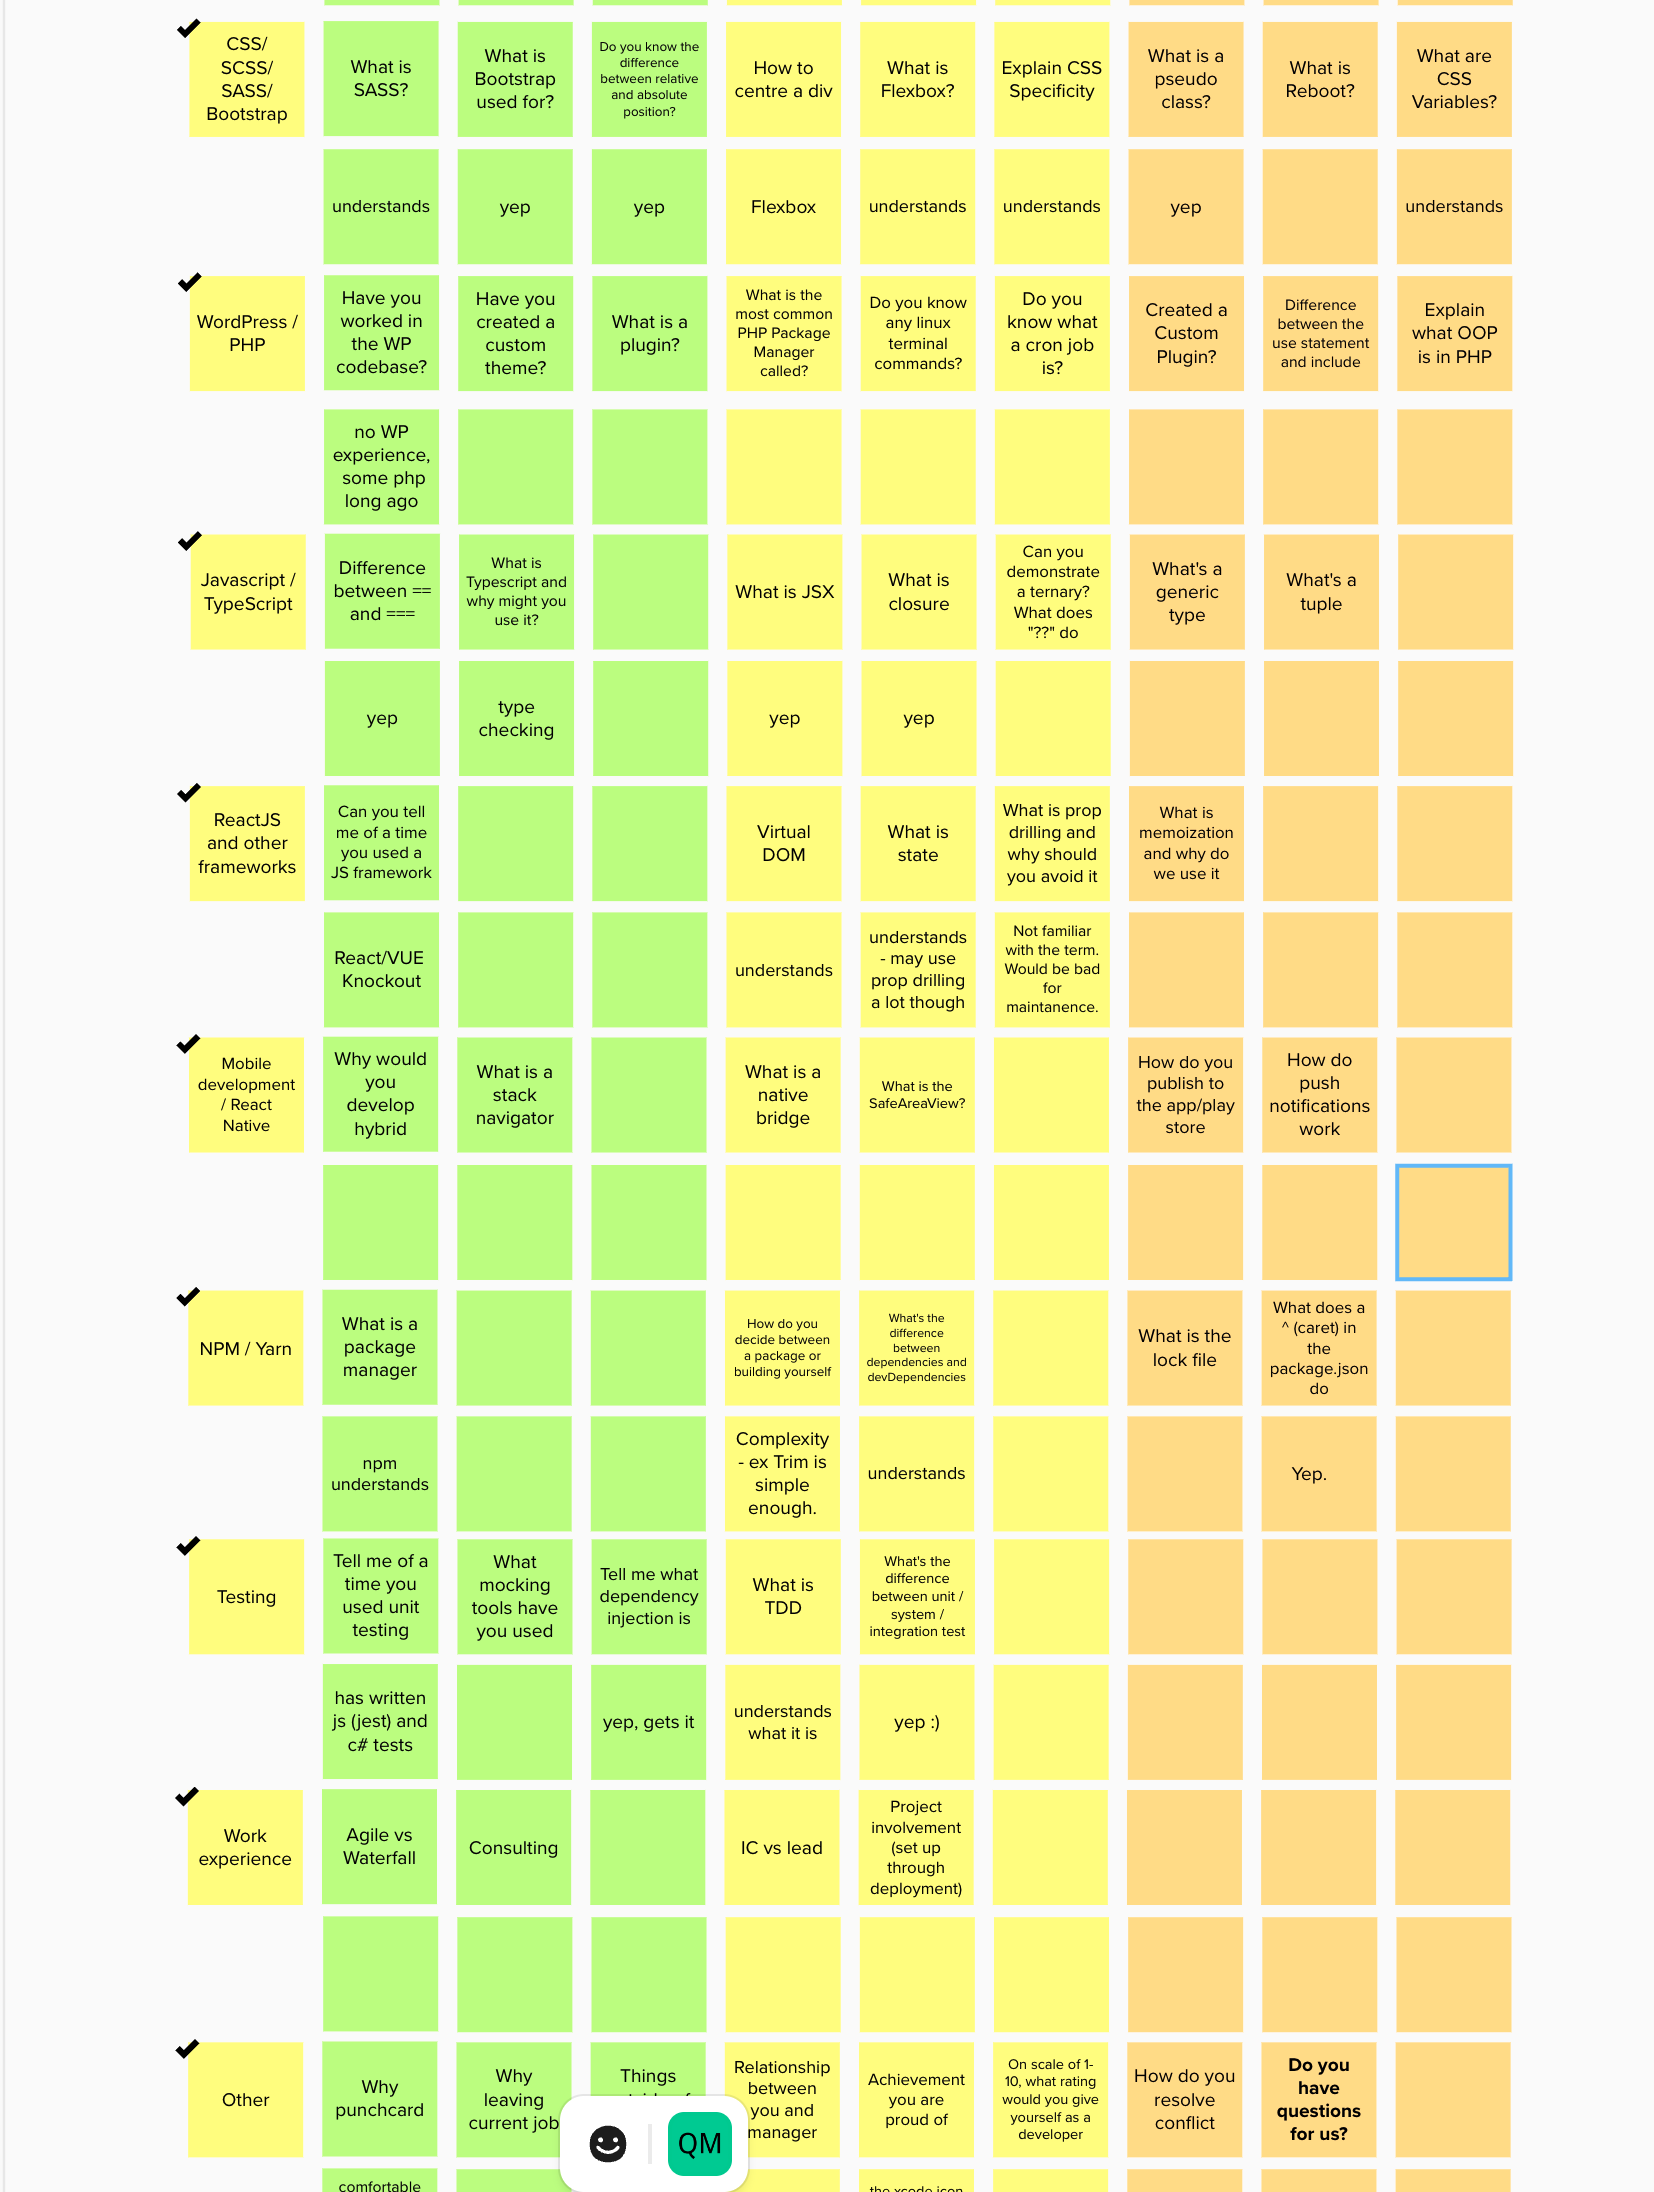 CSS/
SCSS/
SASS/
Bootstrap
What is
SASS?
What is
Bootstrap
used for?
Do you know the
difference
between relative
and absolute
position?
How to
centre a div
What is
Flexbox?
Explain CSS
Specificity
What is a
pseudo
class?
What is
Reboot?
What are
CSS
Variables?
understands
yep
yep
Flexbox
understands
understands
yep
understands
WordPress /
PHP
Have you
worked in
the WP
codebase?
Have you
created a
custom
theme?
What is a
plugin?
What is the
most common
PHP Package
Manager
called?
Do you know
any linux
terminal
commands?
Do you
know what
a cron job
is?
Created a
Custom
Plugin?
Difference
between the
use statement
and include
Explain
what OOP
is in PHP
no WP
experience,
some php
long ago
Javascript /
TypeScript
Difference
between ==
and ===
What is
Typescript and
why might you
use it?
What is JSX
What is
closure
Can you
demonstrate
a ternary?
What does
"??" do
What's a
generic
type
What's a
tuple
yep
type
checking
yep
yep
ReactJS
and other
frameworks
Can you tell
me of a time
you used a
JS framework
Virtual
DOM
What is
state
What is prop
drilling and
why should
you avoid it
What is
memoization
and why do
we use it
React/VUE
Knockout
understands
understands
- may use
prop drilling
a lot though
Not familiar
with the term.
Would be bad
for
maintanence.
Mobile
development
/ React
Native
Why would
you
develop
hybrid
What is a
stack
navigator
What is a
native
bridge
What is the
SafeAreaView?
How do you
publish to
the app/play
store
How do
push
notifications
work
NPM / Yarn
What is a
package
manager
How do you
decide between
a package or
building yourself
What's the
difference
between
dependencies and
devDependencies
What is the
lock file
What does a
^ (caret) in
the
package.json
do
npm
understands
Complexity
- ex Trim is
simple
enough.
understands
Yep.
Testing
Tell me of a
time you
used unit
testing
What
mocking
tools have
you used
Tell me what
dependency
injection is
What is
TDD
What's the
difference
between unit /
system /
integration test
has written
js (jest) and
c# tests
yep, gets it
understands
what it is
yep :)
Work
experience
Agile vs
Waterfall
Consulting
IC vs lead
Project
involvement
(set up
through
deployment)
Other
Why
punchcard
Why
leaving
current job
Things
Relationship
between
you and
manager
Achievement
you are
proud of
On scale of 1-
10, what rating
would you give
yourself as a
developer
How do you
resolve
conflict
Do you
have
questions
for us?
QM
comfortable
the xcode icon